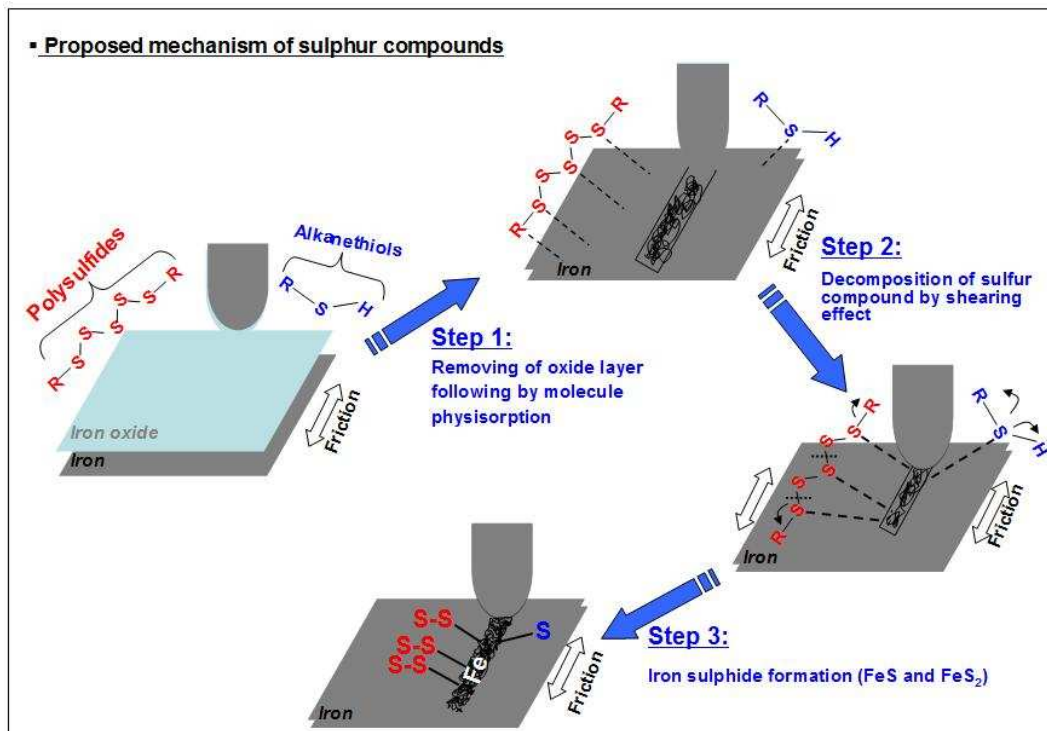 ▪ Proposed mechanism of sulphur compounds
Polysulfides
R S S S S S R
Alkanethiols
R S H
Iron oxide
Iron
Friction
Step 1:
Removing of oxide layer
following by molecule
physisorption
R S S S S S R
R S H
Iron
Friction
Step 2:
Decomposition of sulfur
compound by shearing
effect
R S S S S S R
R S H
Iron
Friction
Step 3:
Iron sulphide formation (FeS and FeS₂)
S-S
S-S
S-S
S
Fe
Iron
Friction